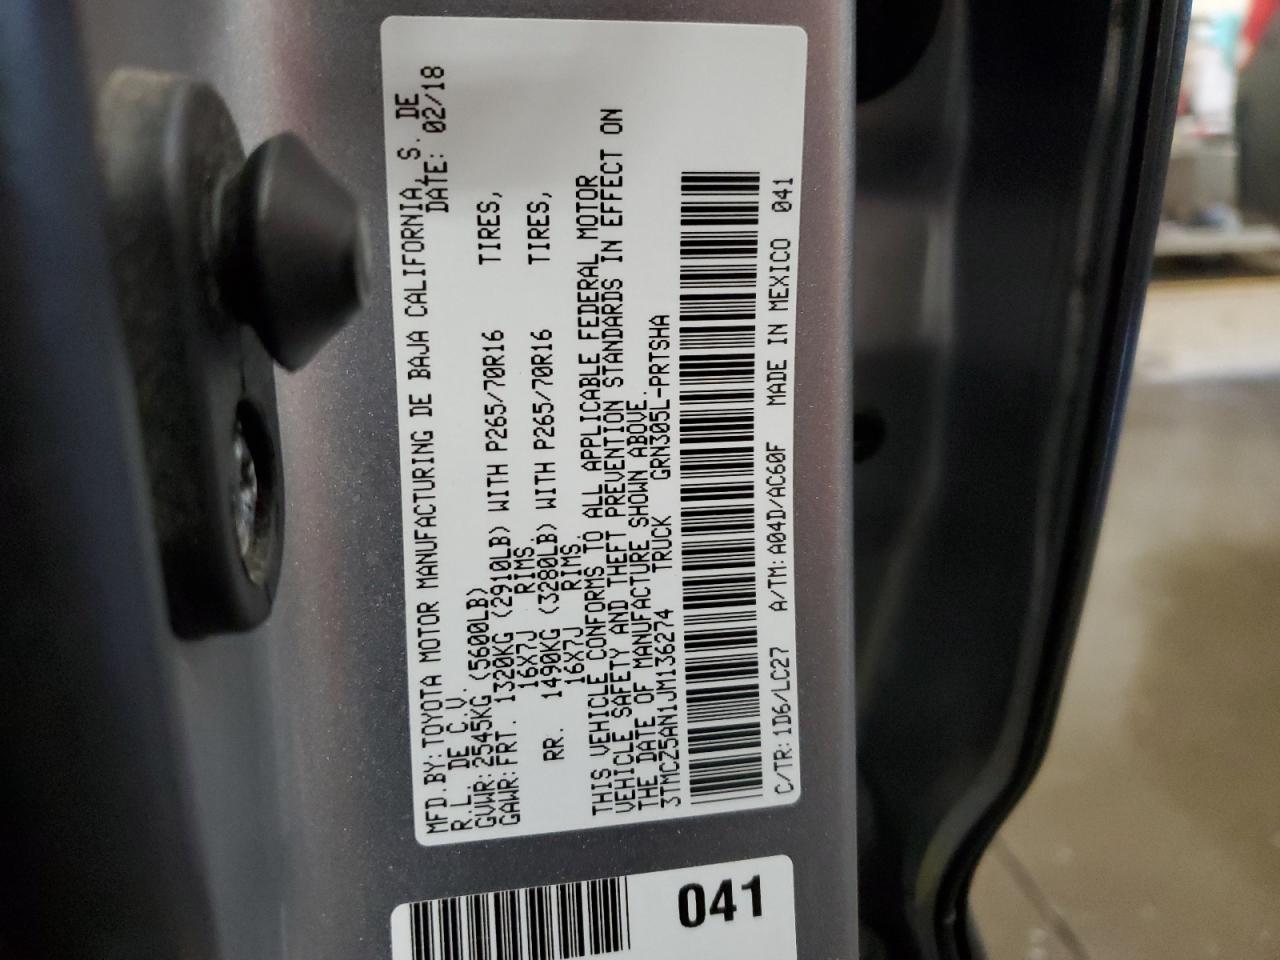 MFD.BY:TOYOTA MOTOR MANUFACTURING DE BAJA CALIFORNIA,S. DE
R.L. DE C.V. DATE: 02/18
GVWR:2545KG (5600LB)
GAWR:FRT. 1320KG (2910LB) WITH P265/70R16 TIRES,
16X7J RIMS.
RR. 1490KG (3280LB) WITH P265/70R16 TIRES,
16X7J RIMS.
THIS VEHICLE CONFORMS TO ALL APPLICABLE FEDERAL MOTOR
VEHICLE SAFETY AND THEFT PREVENTION STANDARDS IN EFFECT ON
THE DATE OF MANUFACTURE SHOWN ABOVE.
3TMCZ5AN1JM136274 TRUCK GRN305L-PRTSHA
C/TR:1D6/LC27 A/TM:A04D/AC60F MADE IN MEXICO 041
041